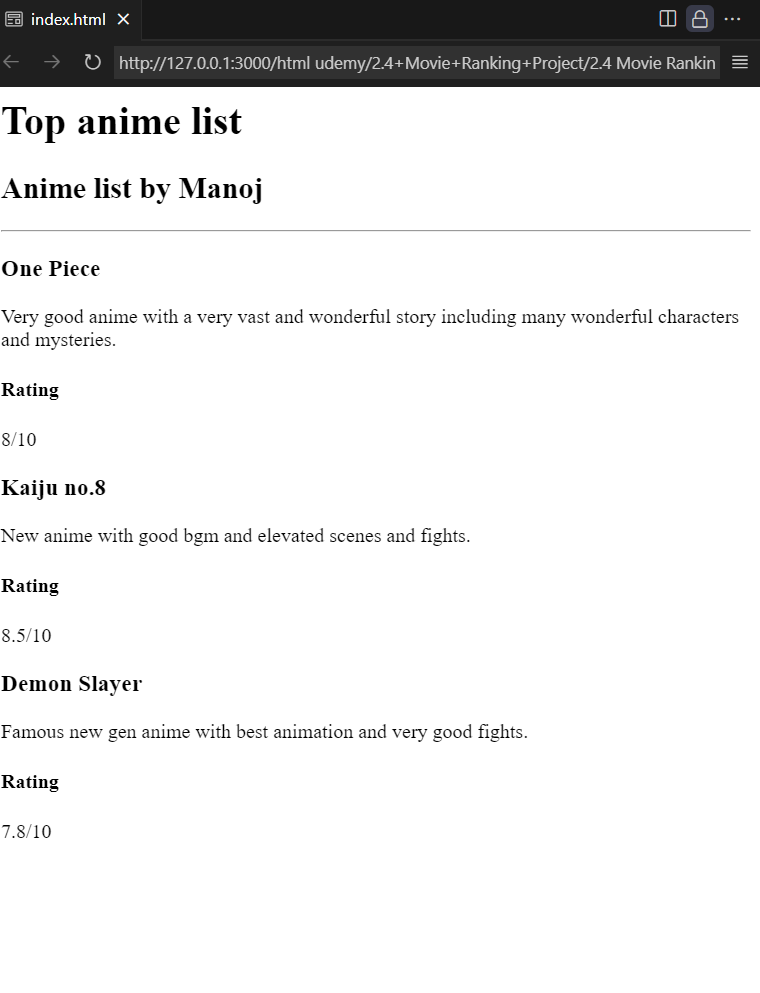 index.html
http://127.0.0.1:3000/html udemy/2.4+Movie+Ranking+Project/2.4 Movie Rankin
Top anime list
Anime list by Manoj
One Piece
Very good anime with a very vast and wonderful story including many wonderful characters
and mysteries.
Rating
8/10
Kaiju no.8
New anime with good bgm and elevated scenes and fights.
Rating
8.5/10
Demon Slayer
Famous new gen anime with best animation and very good fights.
Rating
7.8/10